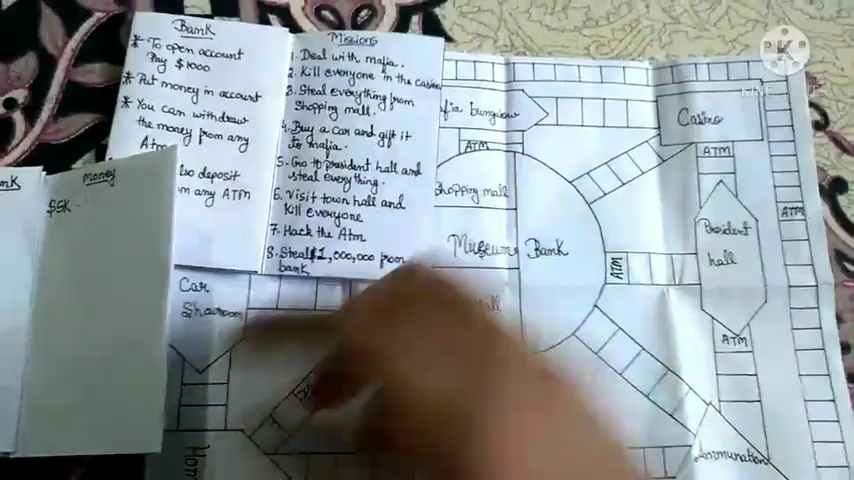 Bank
* To open account
Pay $1000
* Put money in account
* You can withdraw
the money from any
also deposit
from any ATM
Missions
1. Deal with mafia.
2. Kill everyone in the casino
3. Steal everything from
Shopping mall.
4. Buy a car and gift it
to mafia.
5. Go to president hall and
steal everything.
6. Visit town hall and
Kill everyone
7. Hack the Atm
8. Steal $1,000,000 from
bank
money
$5K
bungalow
ATM
Shopping mall
Museum
Bank
ATM
Casino
ATM
President
hall
ATM
ATM
Ammunation
Car
Showroom
K
KINEMASTER